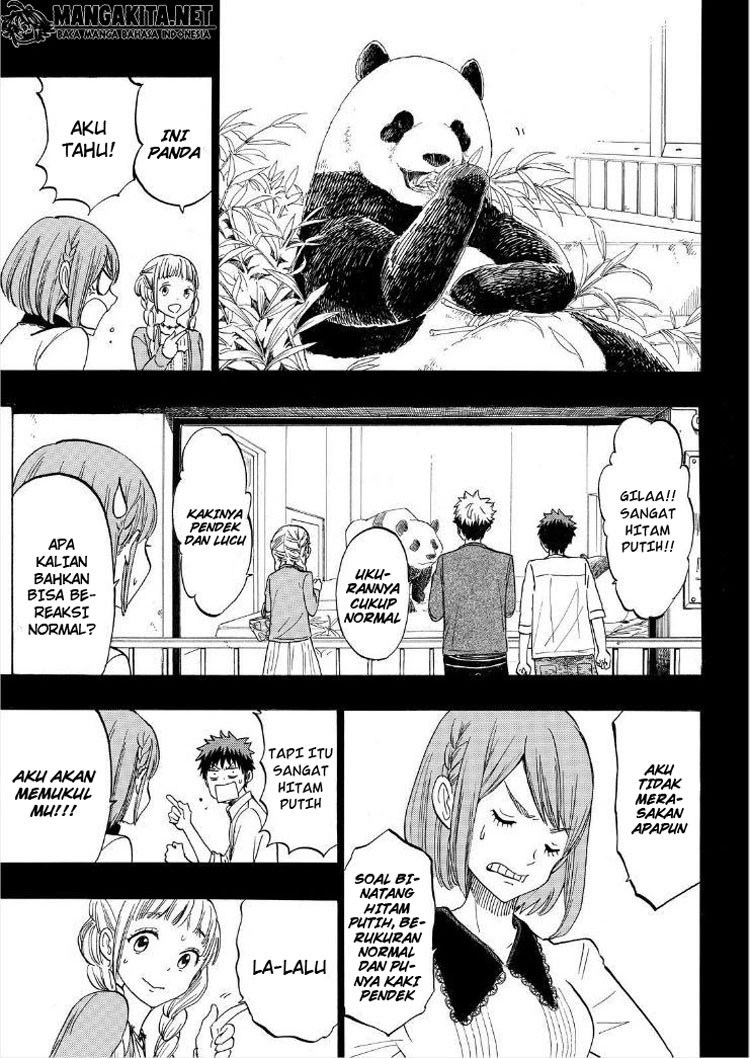 MANGAKITA.NET
BACA MANGA BAHASA INDONESIA
INI
PANDA
AKU
TAHU!
GILAA!!
SANGAT
HITAM
PUTIH!!
UKU-
RANNYA
CUKUP
NORMAL
KAKINYA
PENDEK
DAN LUCU
APA
KALIAN
BAHKAN
BISA BE-
REAKSI
NORMAL?
AKU
TIDAK
MERA-
SAKAN
APAPUN
SOAL BI-
NATANG
HITAM
PUTIH, BE-
RUKURAN
NORMAL
DAN PU-
NYA KAKI
PENDEK
TAPI ITU
SANGAT
HITAM
PUTIH
AKU AKAN
MEMUKUL
MU!!!
LA-LALU